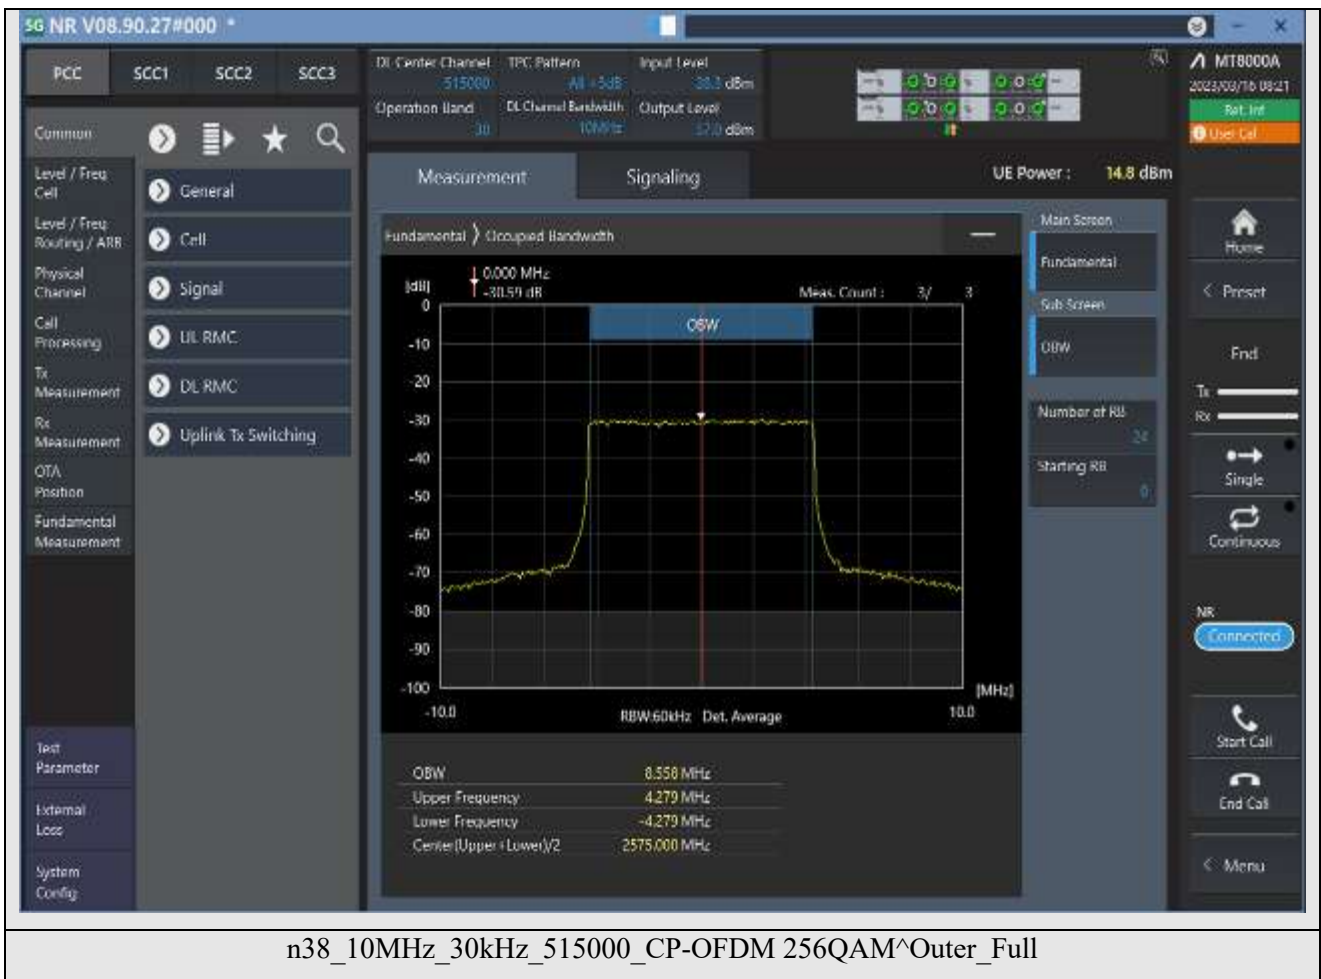 5G NR V08.90.27#000 *
PCC SCC1 SCC2 SCC3
DL Center Channel TPC Pattern Input Level
515000 All +3dB dBm
Operation Band DL Channel Bandwidth Output Level
10MHz dBm
MT8000A
2023/03/16 08:21
Ref. Int
User Cal
Common
Level / Freq
Cell
Level / Freq
Routing / ARB
Physical
Channel
Call
Processing
Tx
Measurement
Rx
Measurement
OTA
Position
Fundamental
Measurement
Test
Parameter
External
Loss
System
Config
General
Cell
Signal
UL RMC
DL RMC
Uplink Tx Switching
Measurement Signaling UE Power : 14.8 dBm
Fundamental Occupied Bandwidth
[dB] 0.000 MHz
-30.59 dB Meas. Count : 3/ 3
OBW
0
-10
-20
-30
-40
-50
-60
-70
-80
-90
-100
[MHz]
-10.0 RBW:60kHz Det. Average 10.0
OBW 8.558 MHz
Upper Frequency 4.279 MHz
Lower Frequency -4.279 MHz
Center(Upper+Lower)/2 2575.000 MHz
Main Screen
Fundamental
Sub Screen
OBW
Number of RB
24
Starting RB
0
Home
< Preset
End
Tx
Rx
Single
Continuous
NR
Connected
Start Call
End Call
< Menu
n38_10MHz_30kHz_515000_CP-OFDM 256QAM^Outer_Full